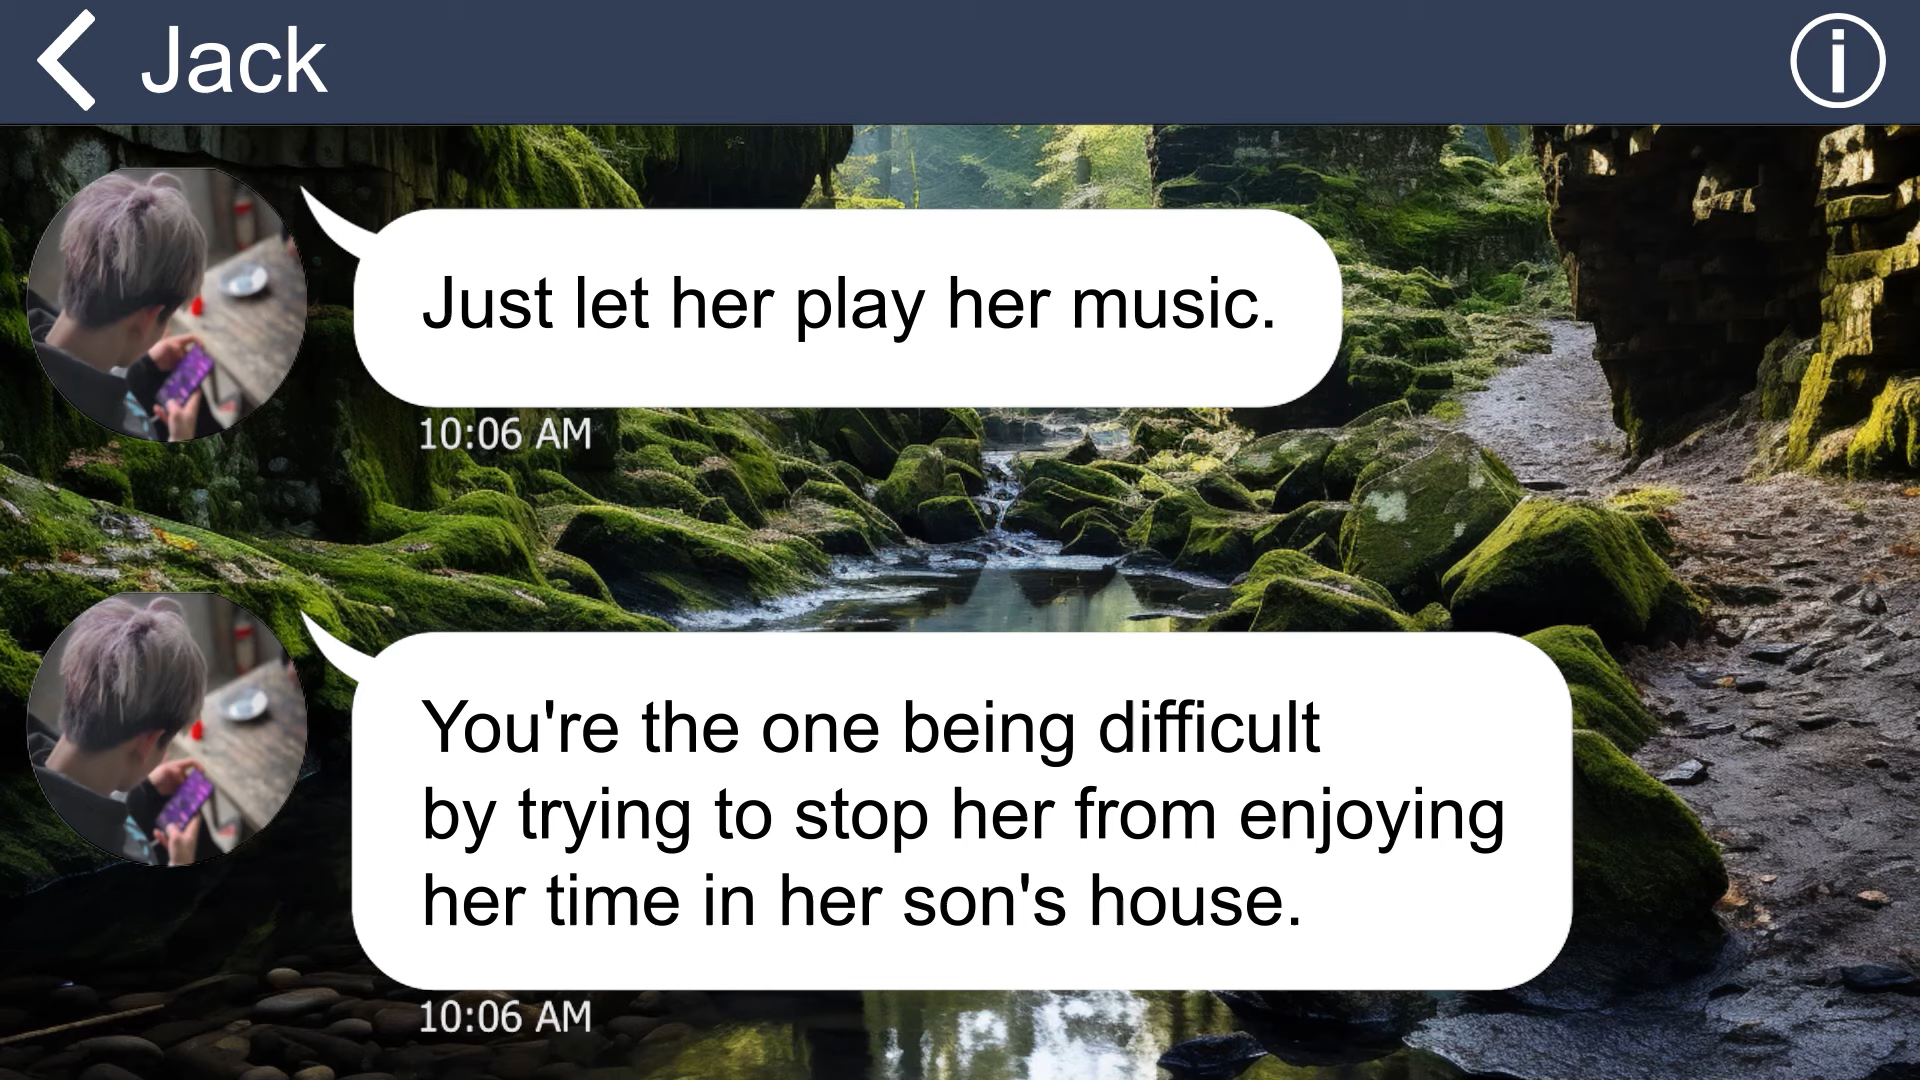 Jack
Just let her play her music.
10:06 AM
You're the one being difficult
by trying to stop her from enjoying
her time in her son's house.
10:06 AM